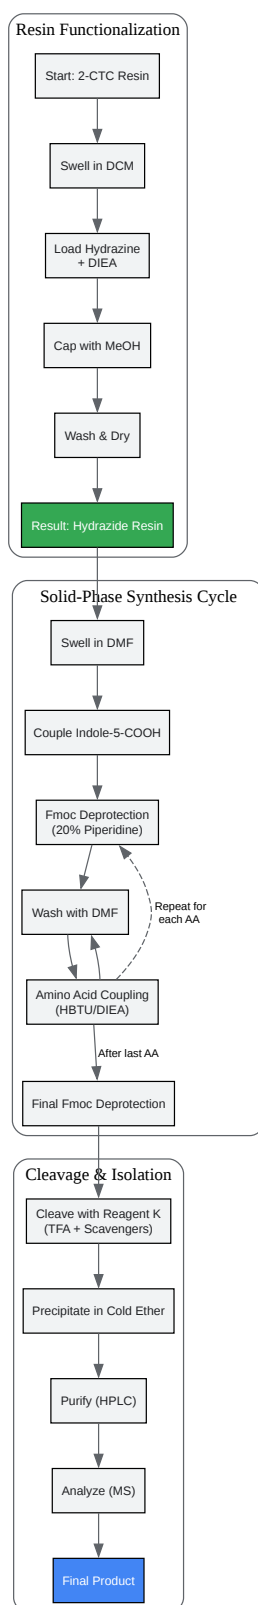 Resin Functionalization
Start: 2-CTC Resin
Swell in DCM
Load Hydrazine
+ DIEA
Cap with MeOH
Wash & Dry
Result: Hydrazide Resin
Solid-Phase Synthesis Cycle
Swell in DMF
Couple Indole-5-COOH
Fmoc Deprotection
(20% Piperidine)
Wash with DMF
Repeat for
each AA
Amino Acid Coupling
(HBTU/DIEA)
After last AA
Final Fmoc Deprotection
Cleavage & Isolation
Cleave with Reagent K
(TFA + Scavengers)
Precipitate in Cold Ether
Purify (HPLC)
Analyze (MS)
Final Product